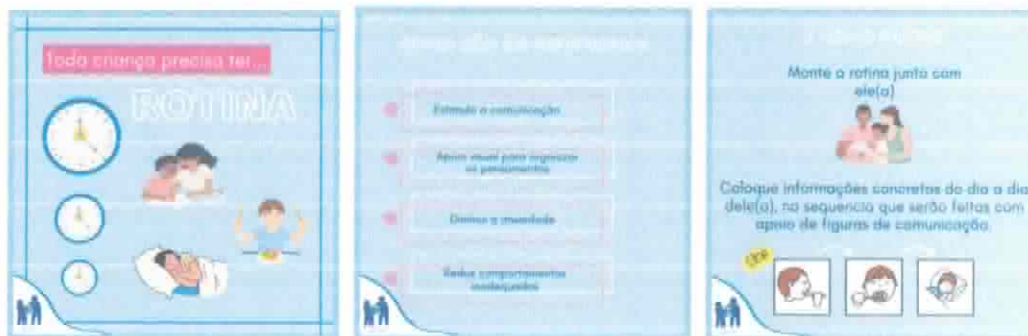 Toda criança precisa ter...
ROTINA
Estimula a comunicação
Apoio visual para organizar
os pensamentos
Diminui a ansiedade
Reduz comportamentos
inadequados
Monte a rotina junto com
ele(a)
Coloque informações concretas do dia a dia
dele(a), na sequencia que serão feitas com
apoio de figuras de comunicação.